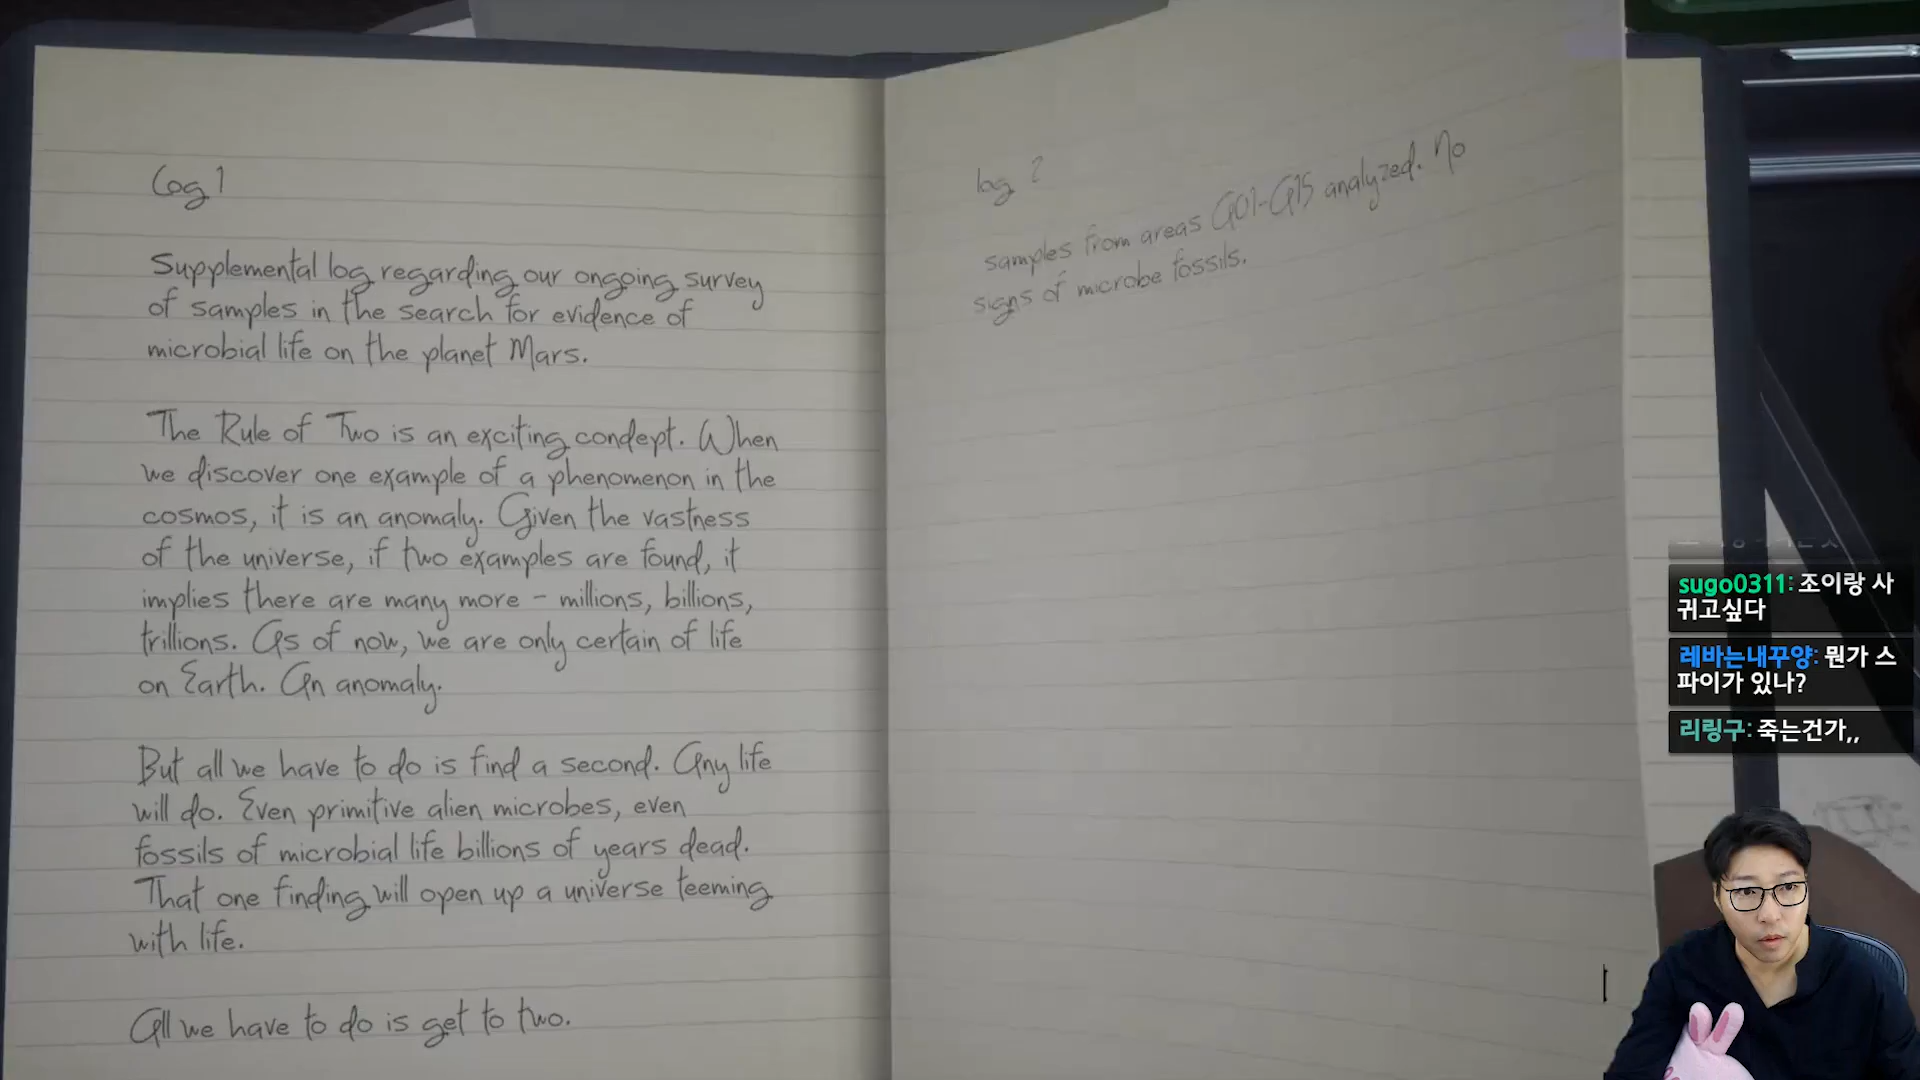 Log 1
Supplemental log regarding our ongoing survey
of samples in the search for evidence of
microbial life on the planet Mars.
The Rule of Two is an exciting condept. When
we discover one example of a phenomenon in the
cosmos, it is an anomaly. Given the vastness
of the universe, if two examples are found, it
implies there are many more - millions, billions,
trillions. As of now, we are only certain of life
on Earth. An anomaly.
But all we have to do is find a second. Any life
will do. Even primitive alien microbes, even
fossils of microbial life billions of years dead.
That one finding will open up a universe teeming
with life.
All we have to do is get to two.
log 2
samples from areas G01-G15 analyzed. No
signs of microbe fossils.
sugo0311: 조이랑 사
귀고싶다
레바는내꾸양: 뭔가 스
파이가 있나?
리링구: 죽는건가,,